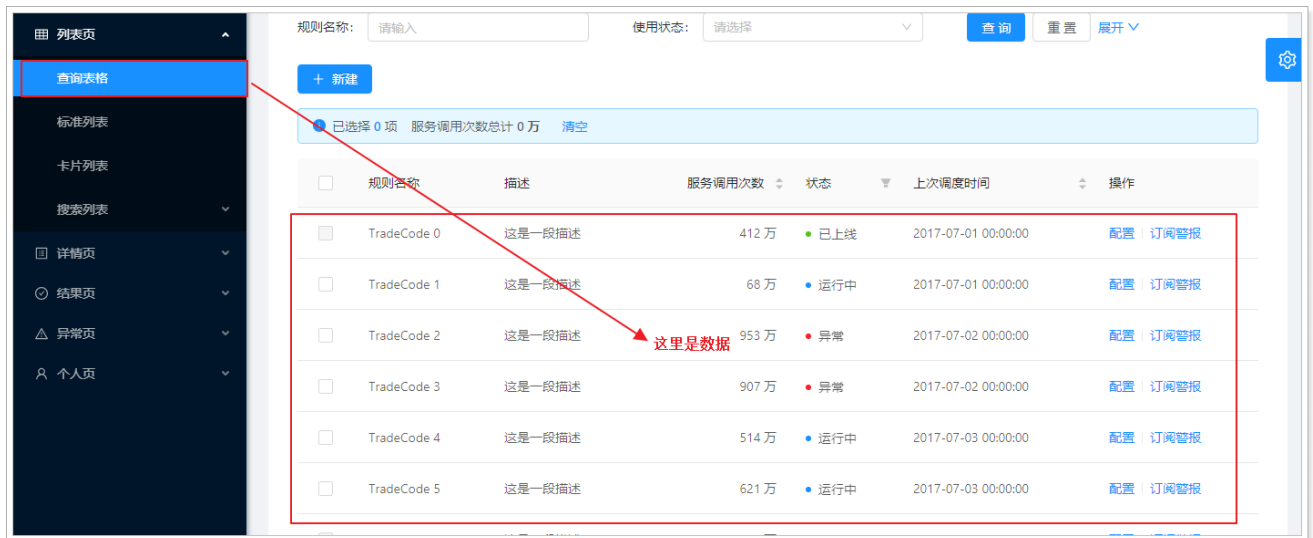 列表页
查询表格
标准列表
卡片列表
搜索列表
详情页
结果页
异常页
个人页
规则名称： 请输入 使用状态： 请选择 查 询 重 置 展开
+ 新建
已选择 0 项 服务调用次数总计 0 万 清空
规则名称 描述 服务调用次数 状态 上次调度时间 操作
TradeCode 0 这是一段描述 412 万 已上线 2017-07-01 00:00:00 配置 订阅警报
TradeCode 1 这是一段描述 68 万 运行中 2017-07-01 00:00:00 配置 订阅警报
TradeCode 2 这是一段描述 953 万 异常 2017-07-02 00:00:00 配置 订阅警报
这里是数据
TradeCode 3 这是一段描述 907 万 异常 2017-07-02 00:00:00 配置 订阅警报
TradeCode 4 这是一段描述 514 万 运行中 2017-07-03 00:00:00 配置 订阅警报
TradeCode 5 这是一段描述 621 万 运行中 2017-07-03 00:00:00 配置 订阅警报